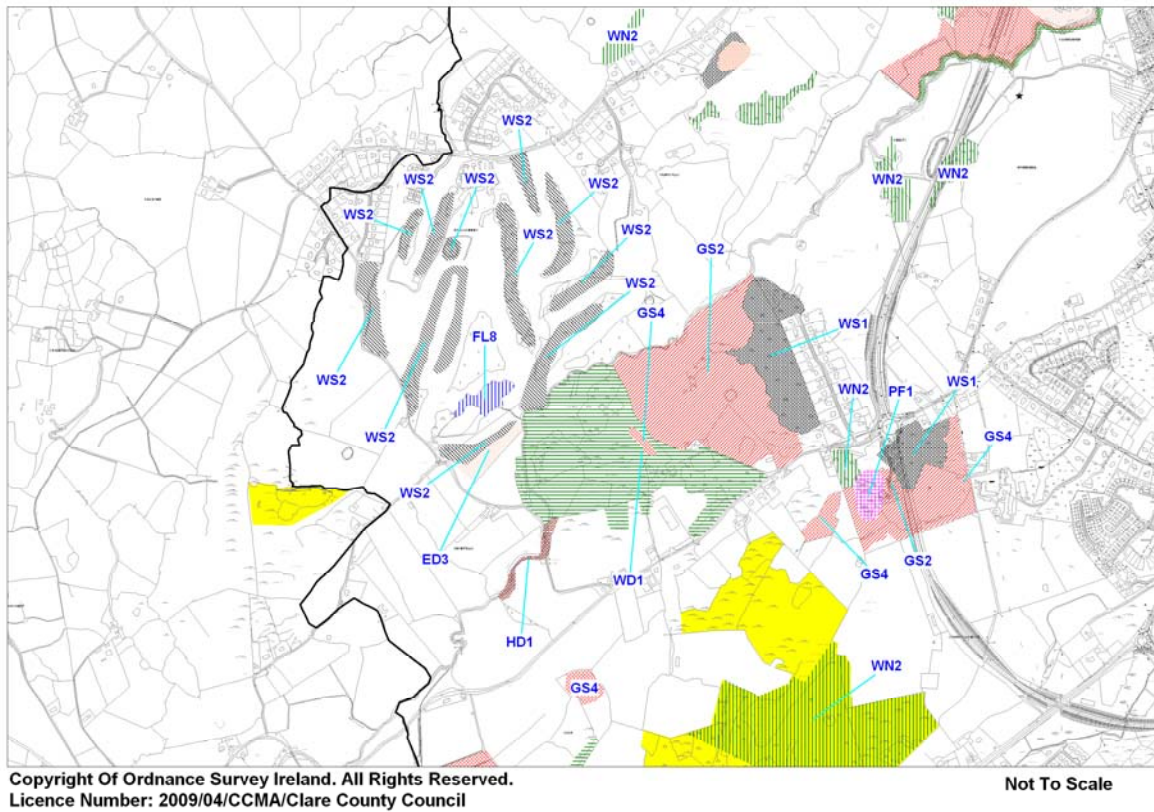 WN2
WS2
WS2
WS2
WS2
WS2
WN2
WN2
WS2
WS2
GS2
WS2
GS4
WS1
FL8
WS2
WN2
PF1
WS1
GS4
WS2
WS2
ED3
WD1
GS4
GS2
HD1
WN2
GS4
Copyright Of Ordnance Survey Ireland. All Rights Reserved.
Not To Scale
Licence Number: 2009/04/CCMA/Clare County Council